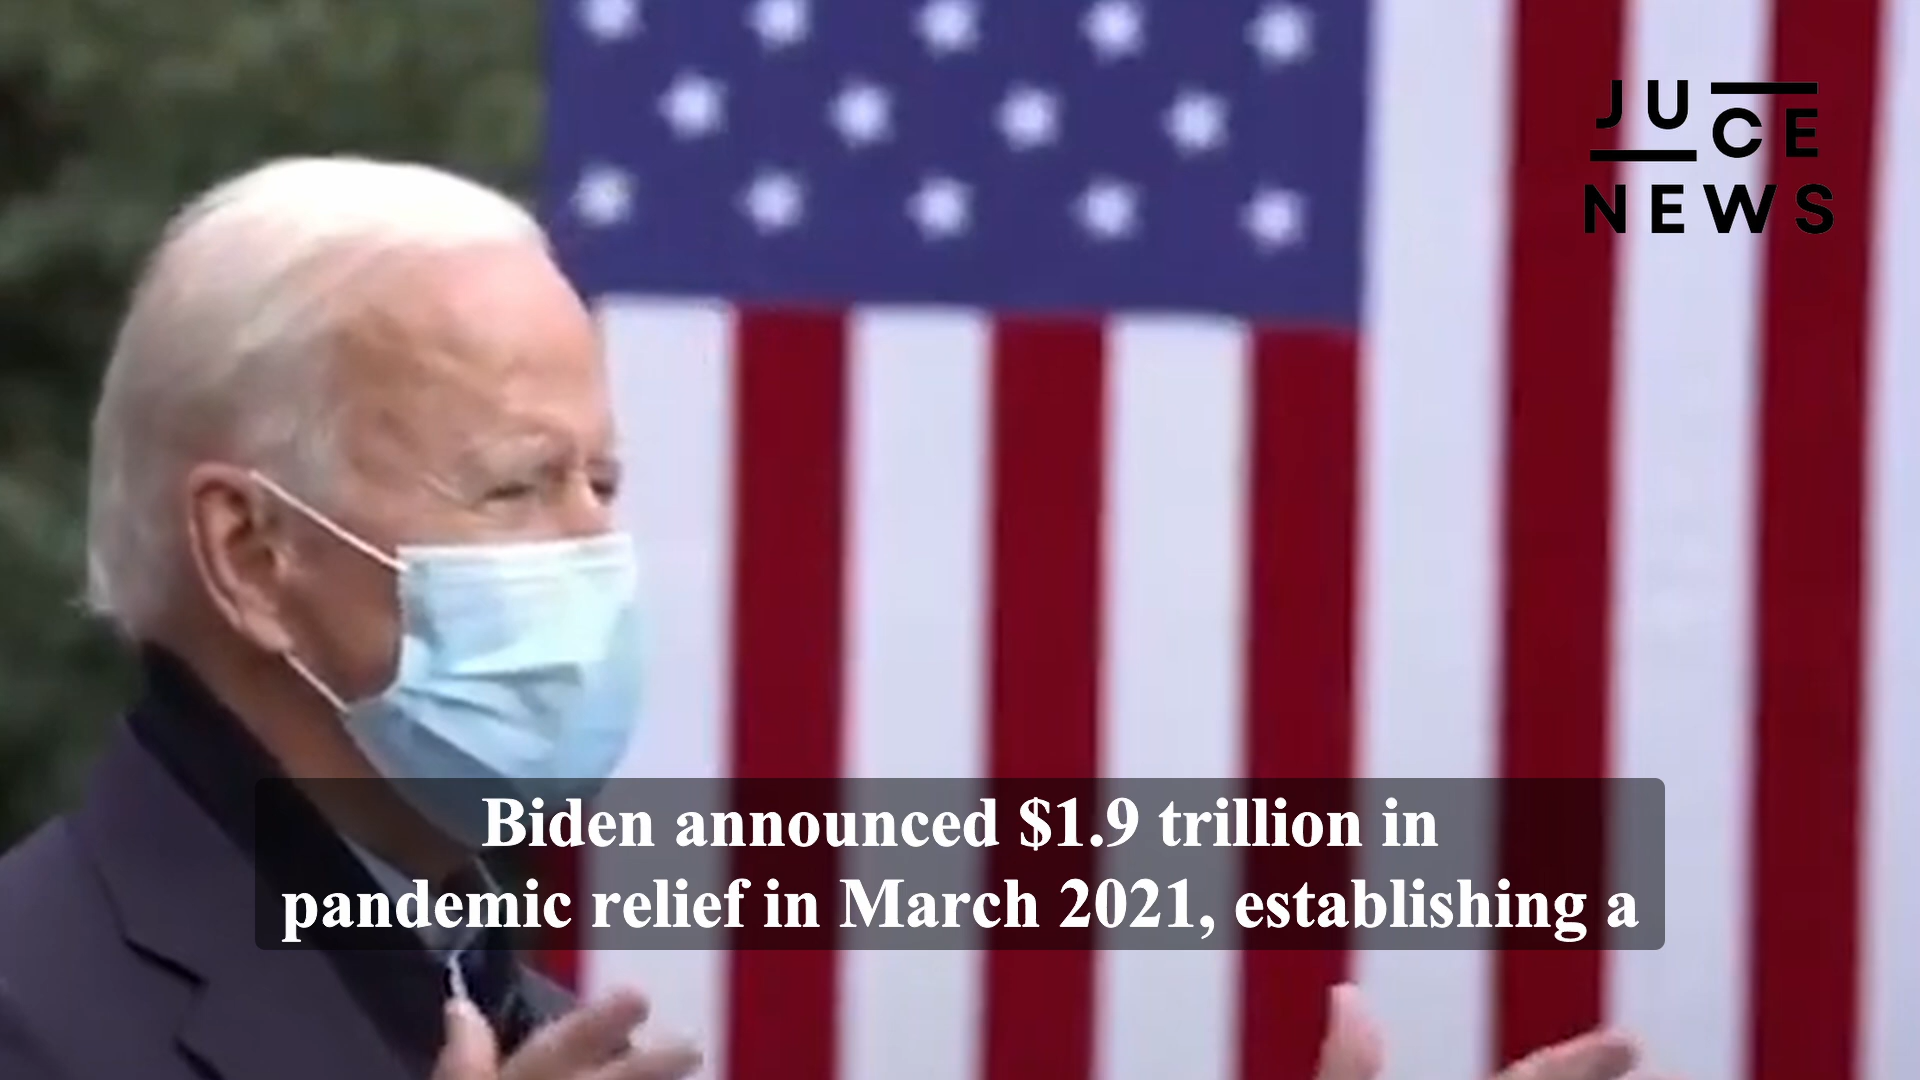 JUCE
NEWS
Biden announced $1.9 trillion in
pandemic relief in March 2021, establishing a